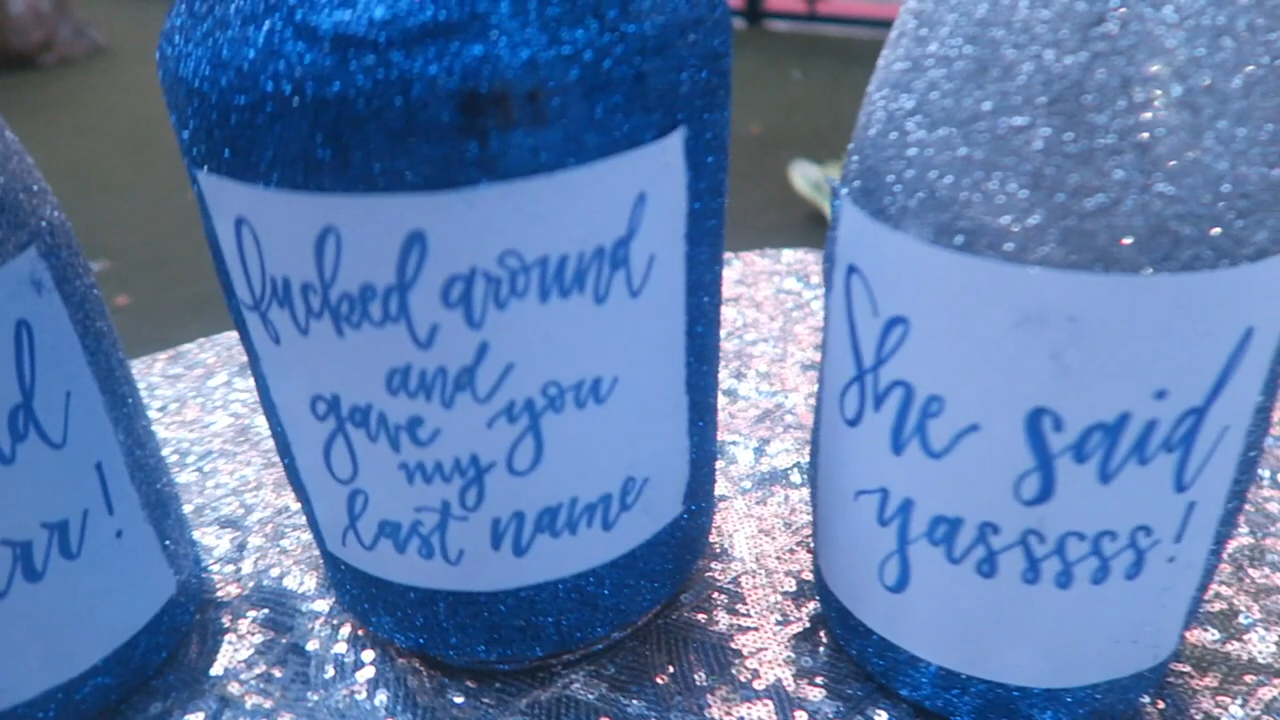 fucked around
and
gave you
my
last name
She said
yasssss!